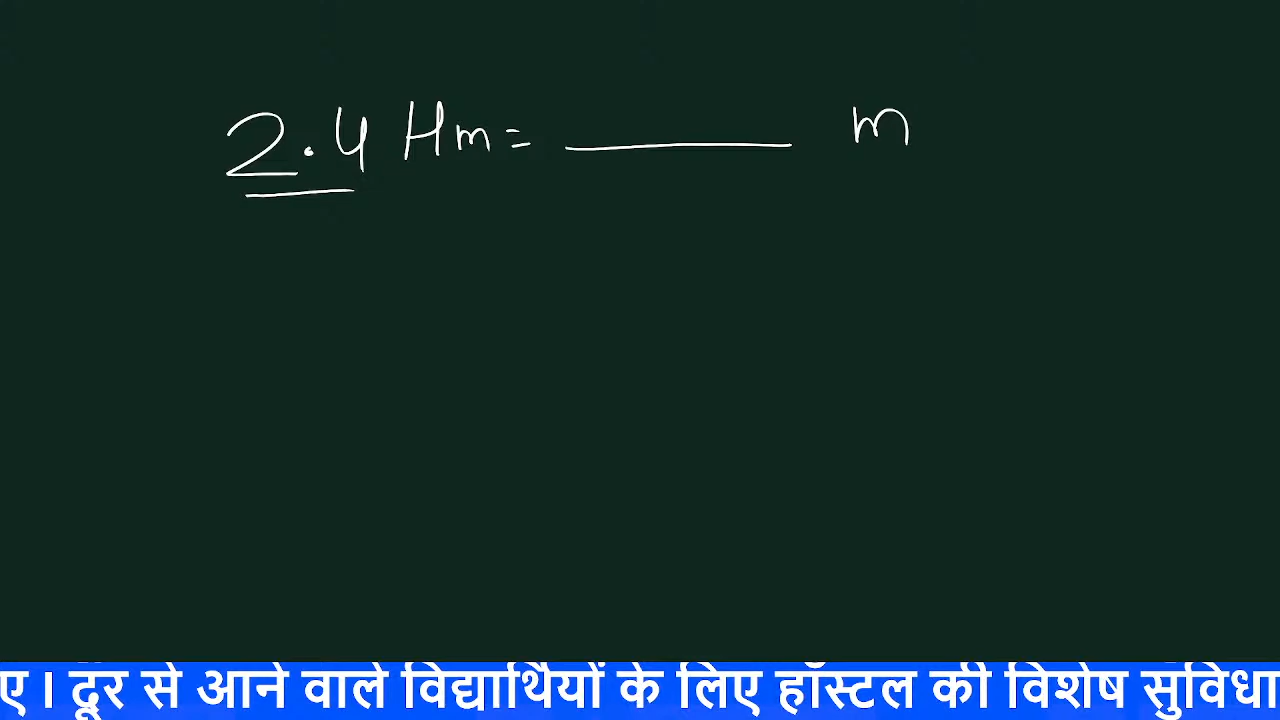 2.4 Hm = ______ m
ए । दूर से आने वाले विद्यार्थियों के लिए हॉस्टल की विशेष सुविधा